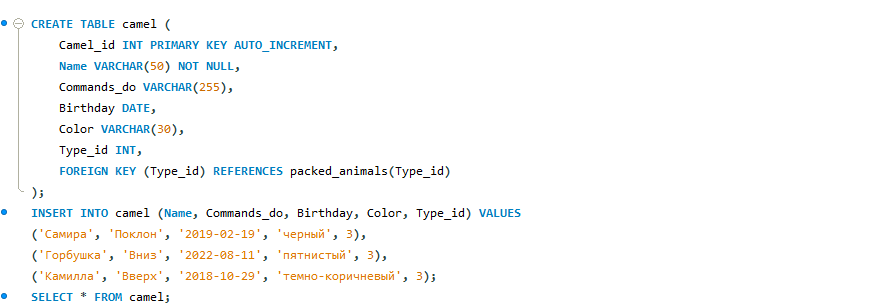 CREATE TABLE camel (
Camel_id INT PRIMARY KEY AUTO_INCREMENT,
Name VARCHAR(50) NOT NULL,
Commands_do VARCHAR(255),
Birthday DATE,
Color VARCHAR(30),
Type_id INT,
FOREIGN KEY (Type_id) REFERENCES packed_animals(Type_id)
);
INSERT INTO camel (Name, Commands_do, Birthday, Color, Type_id) VALUES
('Самира', 'Поклон', '2019-02-19', 'черный', 3),
('Горбушка', 'Вниз', '2022-08-11', 'пятнистый', 3),
('Камилла', 'Вверх', '2018-10-29', 'темно-коричневый', 3);
SELECT * FROM camel;